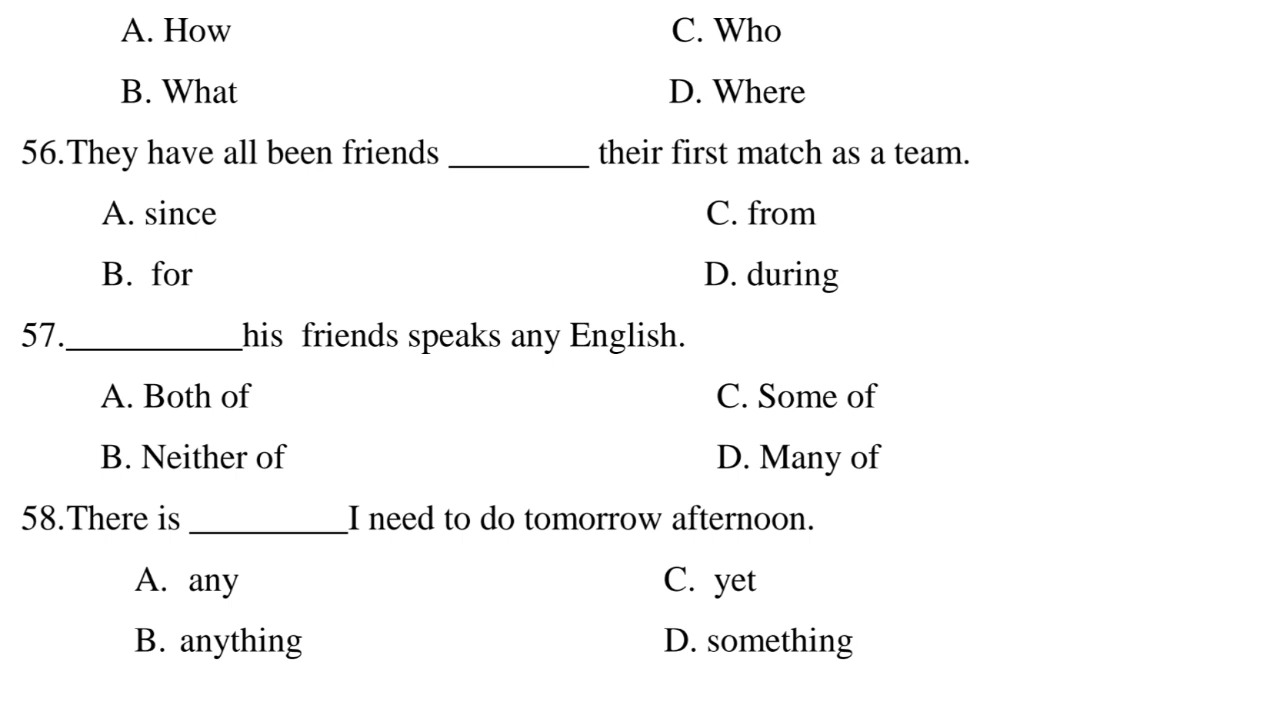 A. How C. Who
B. What D. Where
56.They have all been friends ________ their first match as a team.
A. since C. from
B. for D. during
57.__________his friends speaks any English.
A. Both of C. Some of
B. Neither of D. Many of
58.There is _________I need to do tomorrow afternoon.
A. any C. yet
B. anything D. something